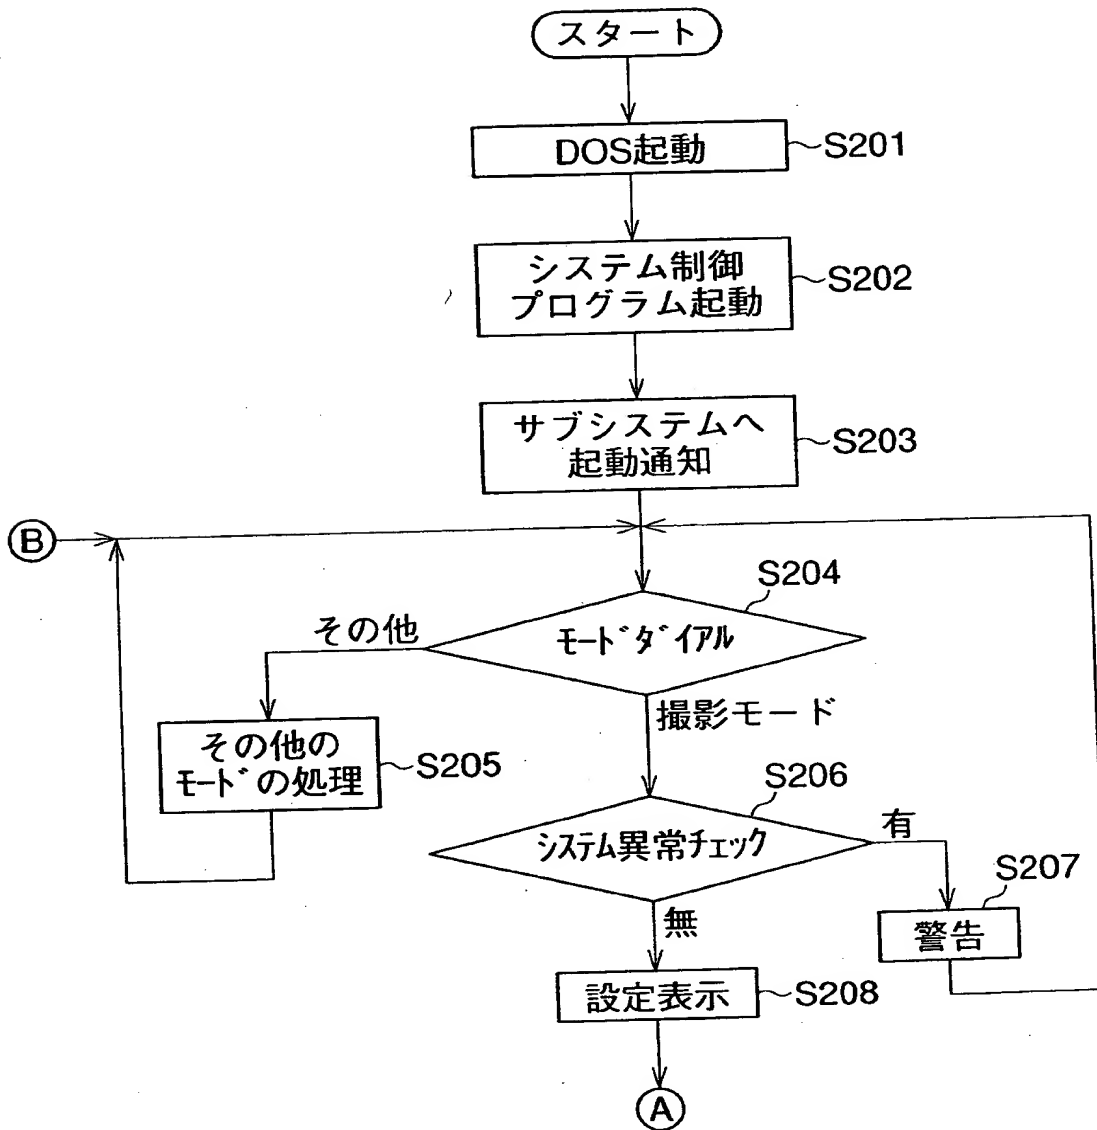 スタート
DOS起動
S201
システム制御
プログラム起動
S202
サブシステムへ
起動通知
S203
B
S204
モードダイアル
その他
撮影モード
その他の
モードの処理
S205
S206
システム異常チェック
有
S207
無
警告
設定表示
S208
A